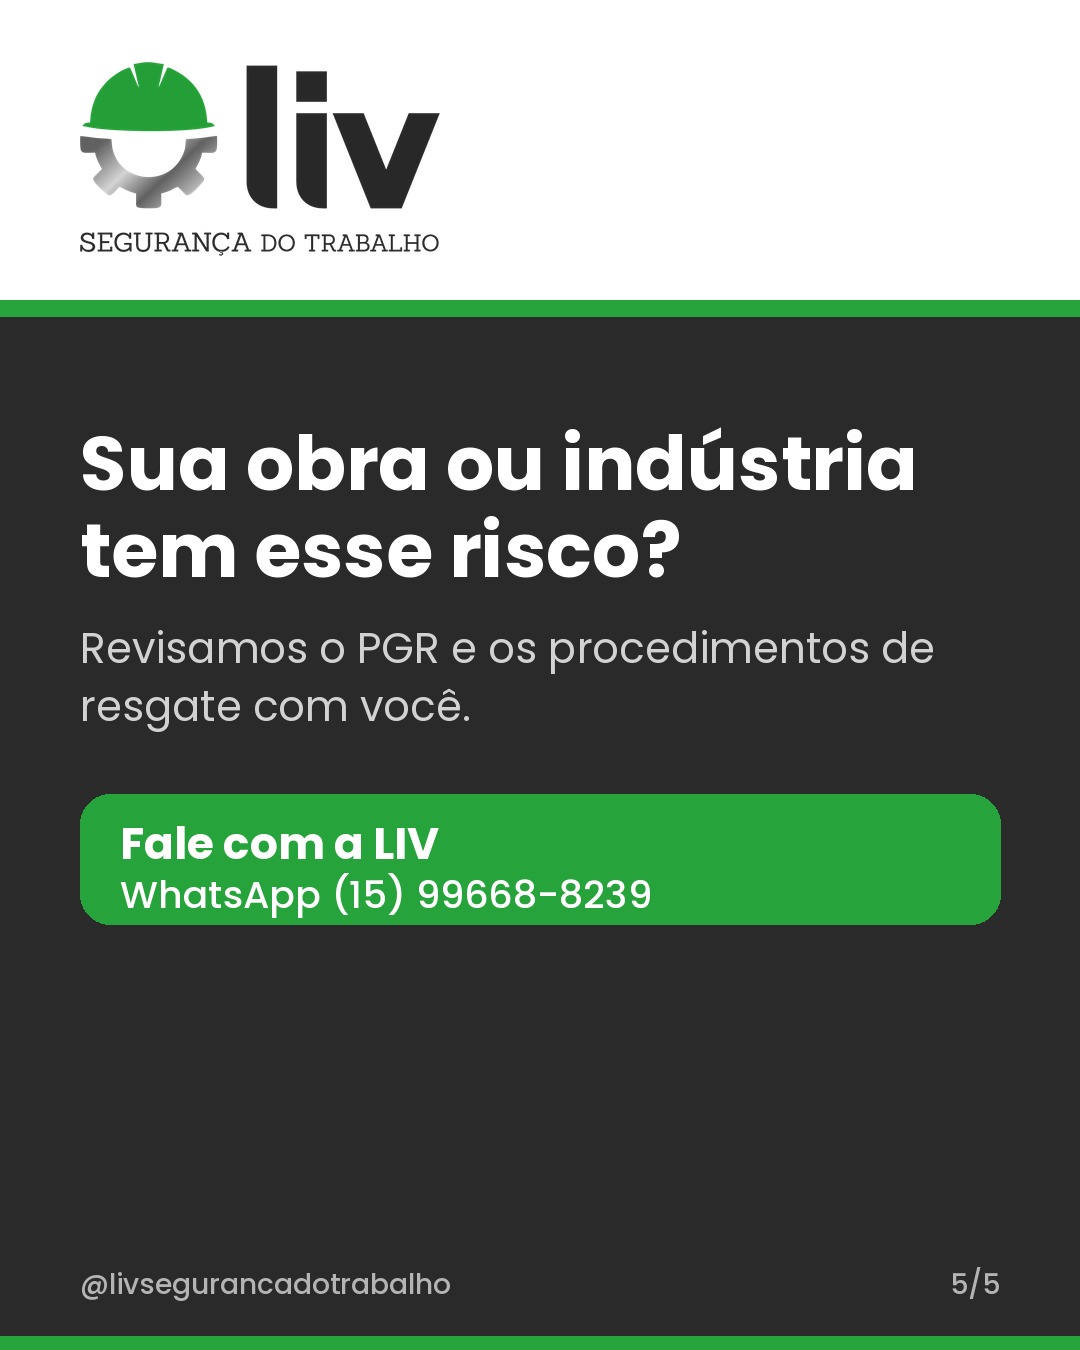 liv
SEGURANÇA DO TRABALHO
Sua obra ou indústria
tem esse risco?
Revisamos o PGR e os procedimentos de
resgate com você.
Fale com a LIV
WhatsApp (15) 99668-8239
@livsegurancadotrabalho
5/5